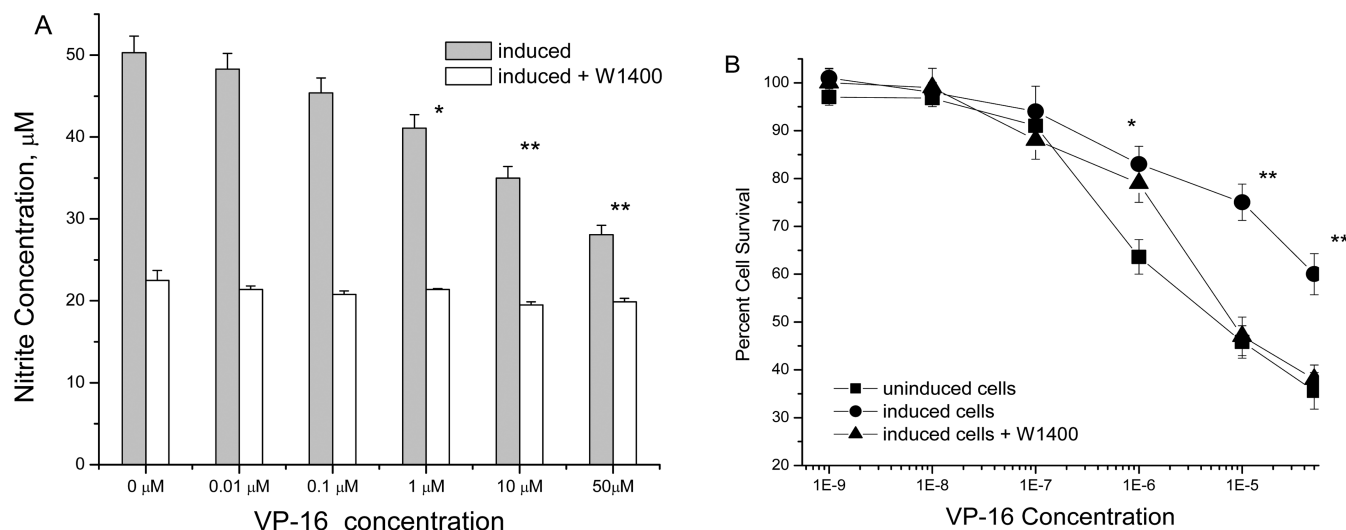 A
induced
induced + W1400
Nitrite Concentration, μM
50
40
30
20
10
0
*
**
**
0 μM 0.01 μM 0.1 μM 1 μM 10 μM 50μM
VP-16 concentration
B
Percent Cell Survival
100
90
80
70
60
50
40
30
20
*
**
**
uninduced cells
induced cells
induced cells + W1400
1E-9 1E-8 1E-7 1E-6 1E-5
VP-16 Concentration